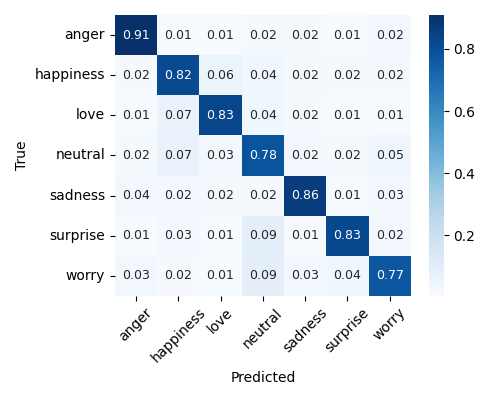 anger 0.91 0.01 0.01 0.02 0.02 0.01 0.02
happiness 0.02 0.82 0.06 0.04 0.02 0.02 0.02
love 0.01 0.07 0.83 0.04 0.02 0.01 0.01
neutral 0.02 0.07 0.03 0.78 0.02 0.02 0.05
sadness 0.04 0.02 0.02 0.02 0.86 0.01 0.03
surprise 0.01 0.03 0.01 0.09 0.01 0.83 0.02
worry 0.03 0.02 0.01 0.09 0.03 0.04 0.77
True
anger happiness love neutral sadness surprise worry
Predicted
0.8
0.6
0.4
0.2